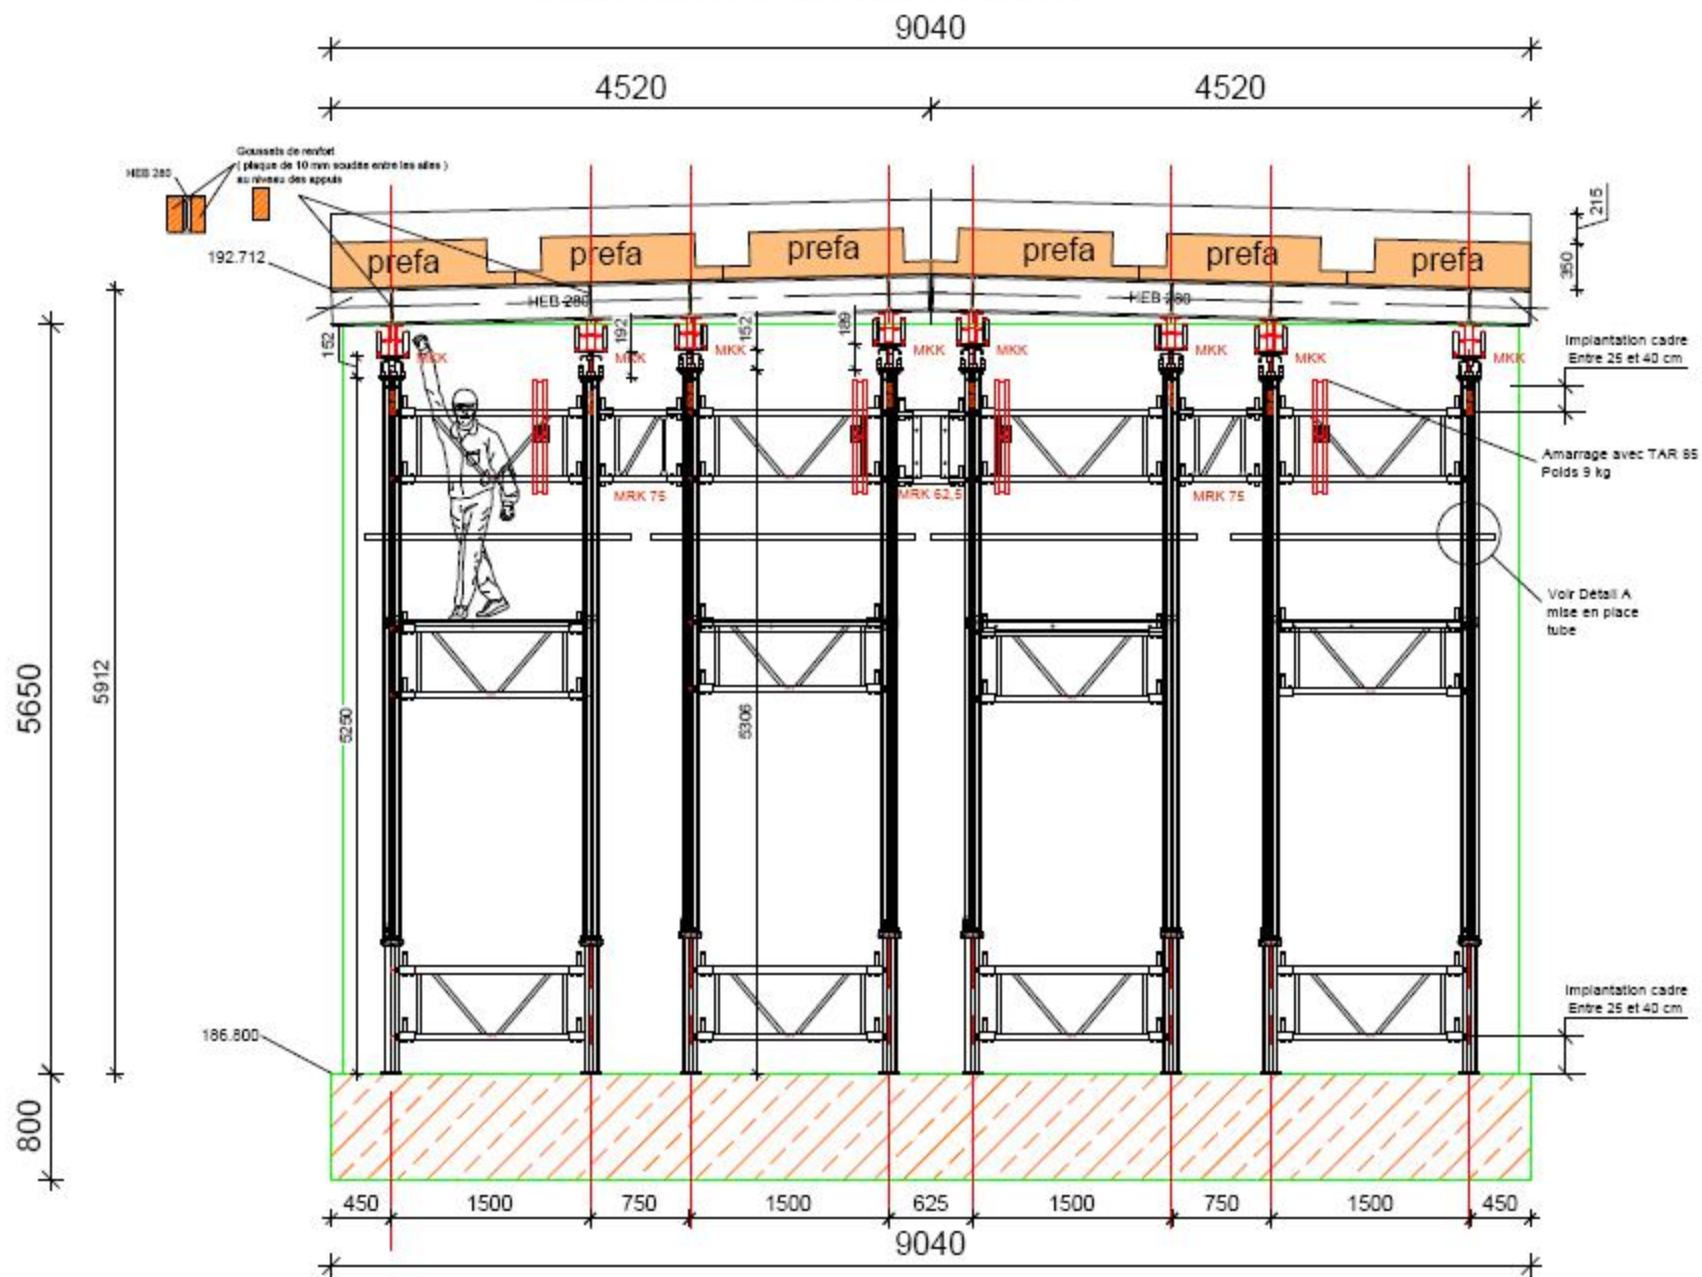 9040
4520
4520
Goussets de renfort
( plaque de 10 mm soudée entre les ailes )
au niveau des appuis
HEB 280
215
192.712
prefa
prefa
prefa
prefa
prefa
prefa
350
HEB 280
HEB 280
152
192
152
189
MKK
MKK
MKK
MKK
MKK
MKK
MKK
MKK
Implantation cadre
Entre 25 et 40 cm
Amarrage avec TAR 85
Poids 9 kg
MRK 75
MRK 62,5
MRK 75
Voir Détail A
mise en place
tube
5650
5912
5250
5306
Implantation cadre
Entre 25 et 40 cm
186.800
800
450
1500
750
1500
625
1500
750
1500
450
9040